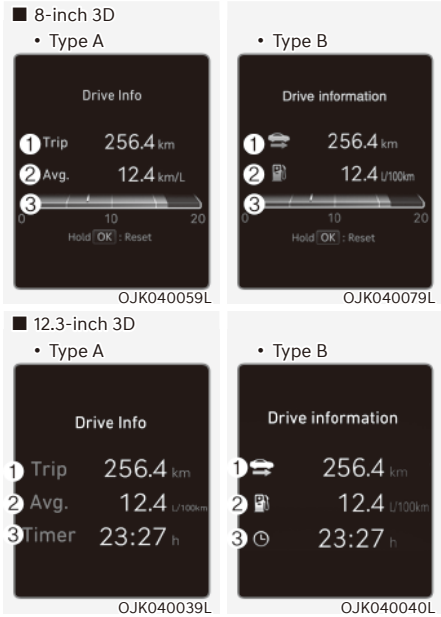 ■ 8-inch 3D
• Type A
Drive Info
① Trip 256.4 km
② Avg. 12.4 km/L
③
0 10 20
Hold OK : Reset
OJK040059L
• Type B
Drive information
① 256.4 km
② 12.4 L/100km
③
0 10 20
Hold OK : Reset
OJK040079L
■ 12.3-inch 3D
• Type A
Drive Info
① Trip 256.4 km
② Avg. 12.4 L/100km
③ Timer 23:27 h
OJK040039L
• Type B
Drive information
① 256.4 km
② 12.4 L/100km
③ 23:27 h
OJK040040L